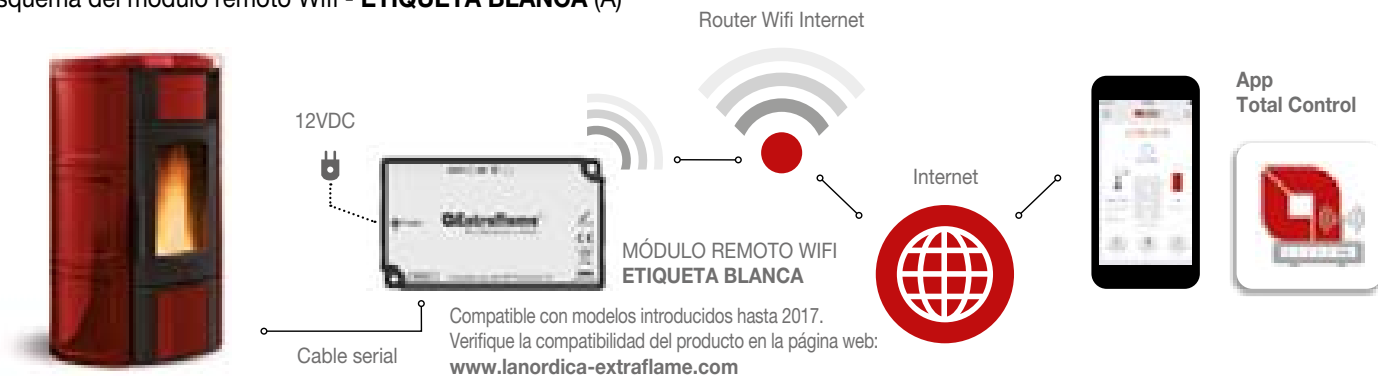 squema del módulo remoto Wifi - ETIQUETA BLANCA (A)
Router Wifi Internet
App
Total Control
12VDC
Internet
Extraflame
CE
MÓDULO REMOTO WIFI
ETIQUETA BLANCA
Compatible con modelos introducidos hasta 2017.
Verifique la compatibilidad del producto en la página web:
www.lanordica-extraflame.com
Cable serial